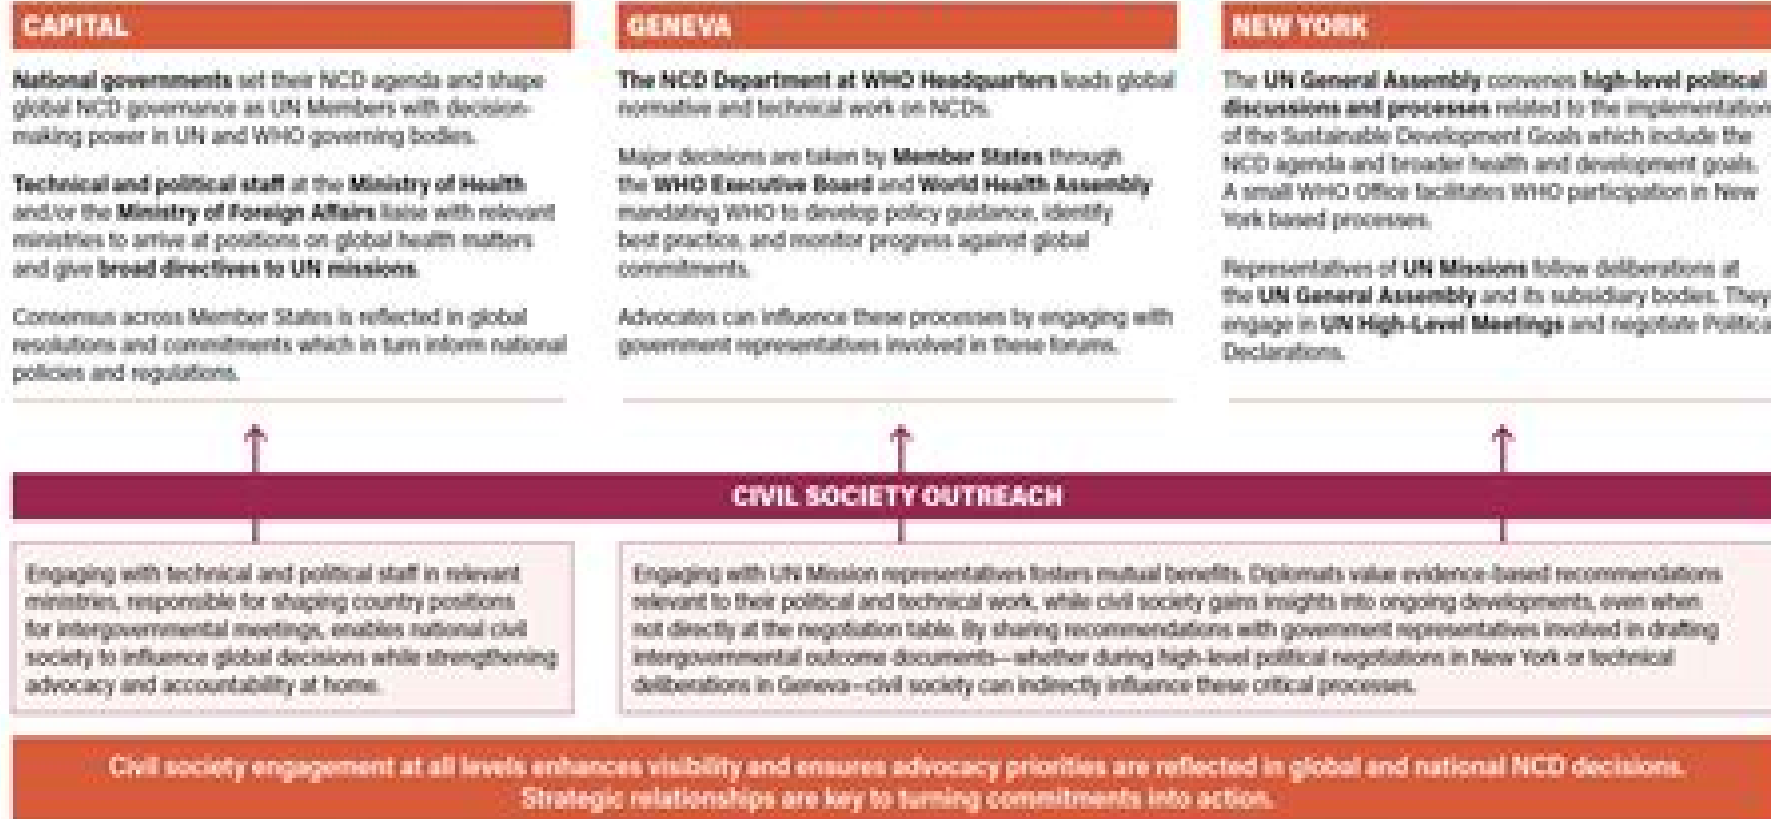 CAPITAL
National governments set their NCD agenda and shape
global NCD governance as UN Members with decision-
making power in UN and WHO governing bodies.
Technical and political staff at the Ministry of Health
and/or the Ministry of Foreign Affairs liaise with relevant
ministries to arrive at positions on global health matters
and give broad directives to UN missions.
Consensus across Member States is reflected in global
resolutions and commitments which in turn inform national
policies and regulations.
GENEVA
The NCD Department at WHO Headquarters leads global
normative and technical work on NCDs.
Major decisions are taken by Member States through
the WHO Executive Board and World Health Assembly
mandating WHO to develop policy guidance, identify
best practice, and monitor progress against global
commitments.
Advocates can influence these processes by engaging with
government representatives involved in these forums.
NEW YORK
The UN General Assembly convenes high-level political
discussions and processes related to the implementation
of the Sustainable Development Goals which include the
NCD agenda and broader health and development goals.
A small WHO Office facilitates WHO participation in New
York based processes.
Representatives of UN Missions follow deliberations at
the UN General Assembly and its subsidiary bodies. They
engage in UN High-Level Meetings and negotiate Politica
Declarations.
CIVIL SOCIETY OUTREACH
Engaging with technical and political staff in relevant
ministries, responsible for shaping country positions
for intergovernmental meetings, enables national civil
society to influence global decisions while strengthening
advocacy and accountability at home.
Engaging with UN Mission representatives fosters mutual benefits. Diplomats value evidence-based recommendations
relevant to their political and technical work, while civil society gains insights into ongoing developments, even when
not directly at the negotiation table. By sharing recommendations with government representatives involved in drafting
intergovernmental outcome documents—whether during high-level political negotiations in New York or technical
deliberations in Geneva—civil society can indirectly influence these critical processes.
Civil society engagement at all levels enhances visibility and ensures advocacy priorities are reflected in global and national NCD decisions.
Strategic relationships are key to turning commitments into action.